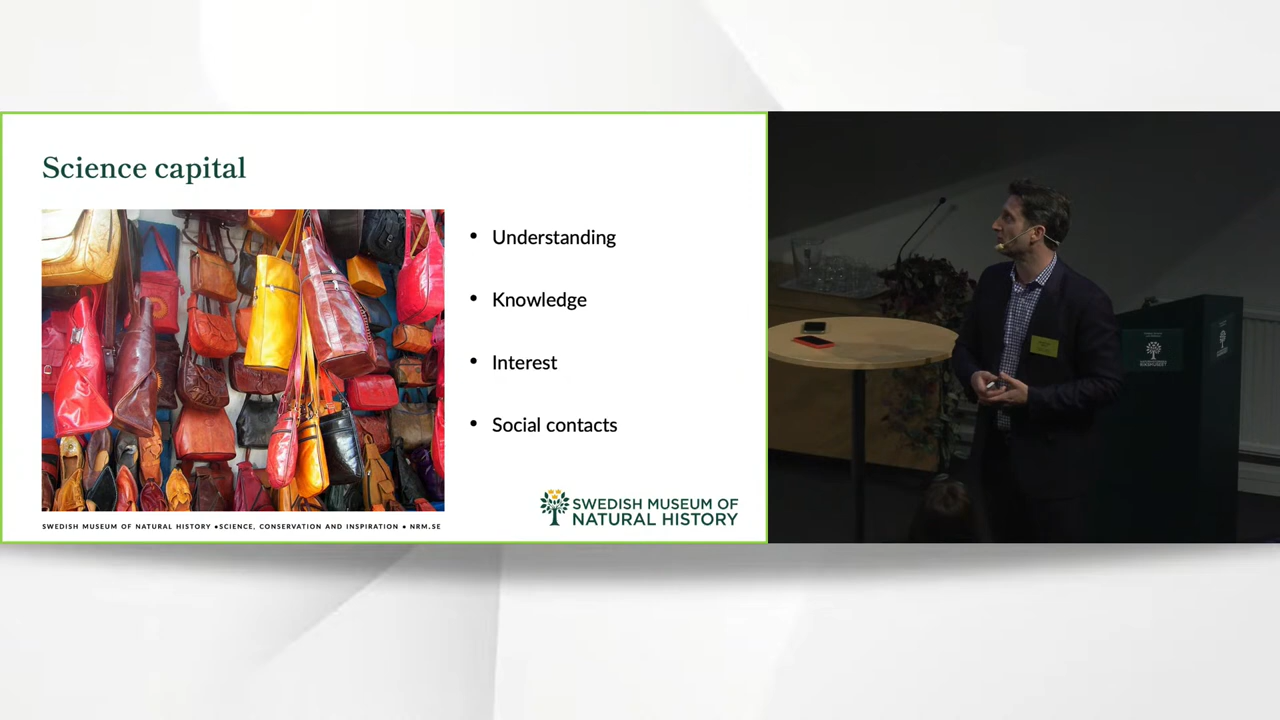 Science capital
• Understanding
• Knowledge
• Interest
• Social contacts
SWEDISH MUSEUM OF NATURAL HISTORY •SCIENCE, CONSERVATION AND INSPIRATION • NRM.SE
SWEDISH MUSEUM OF
NATURAL HISTORY